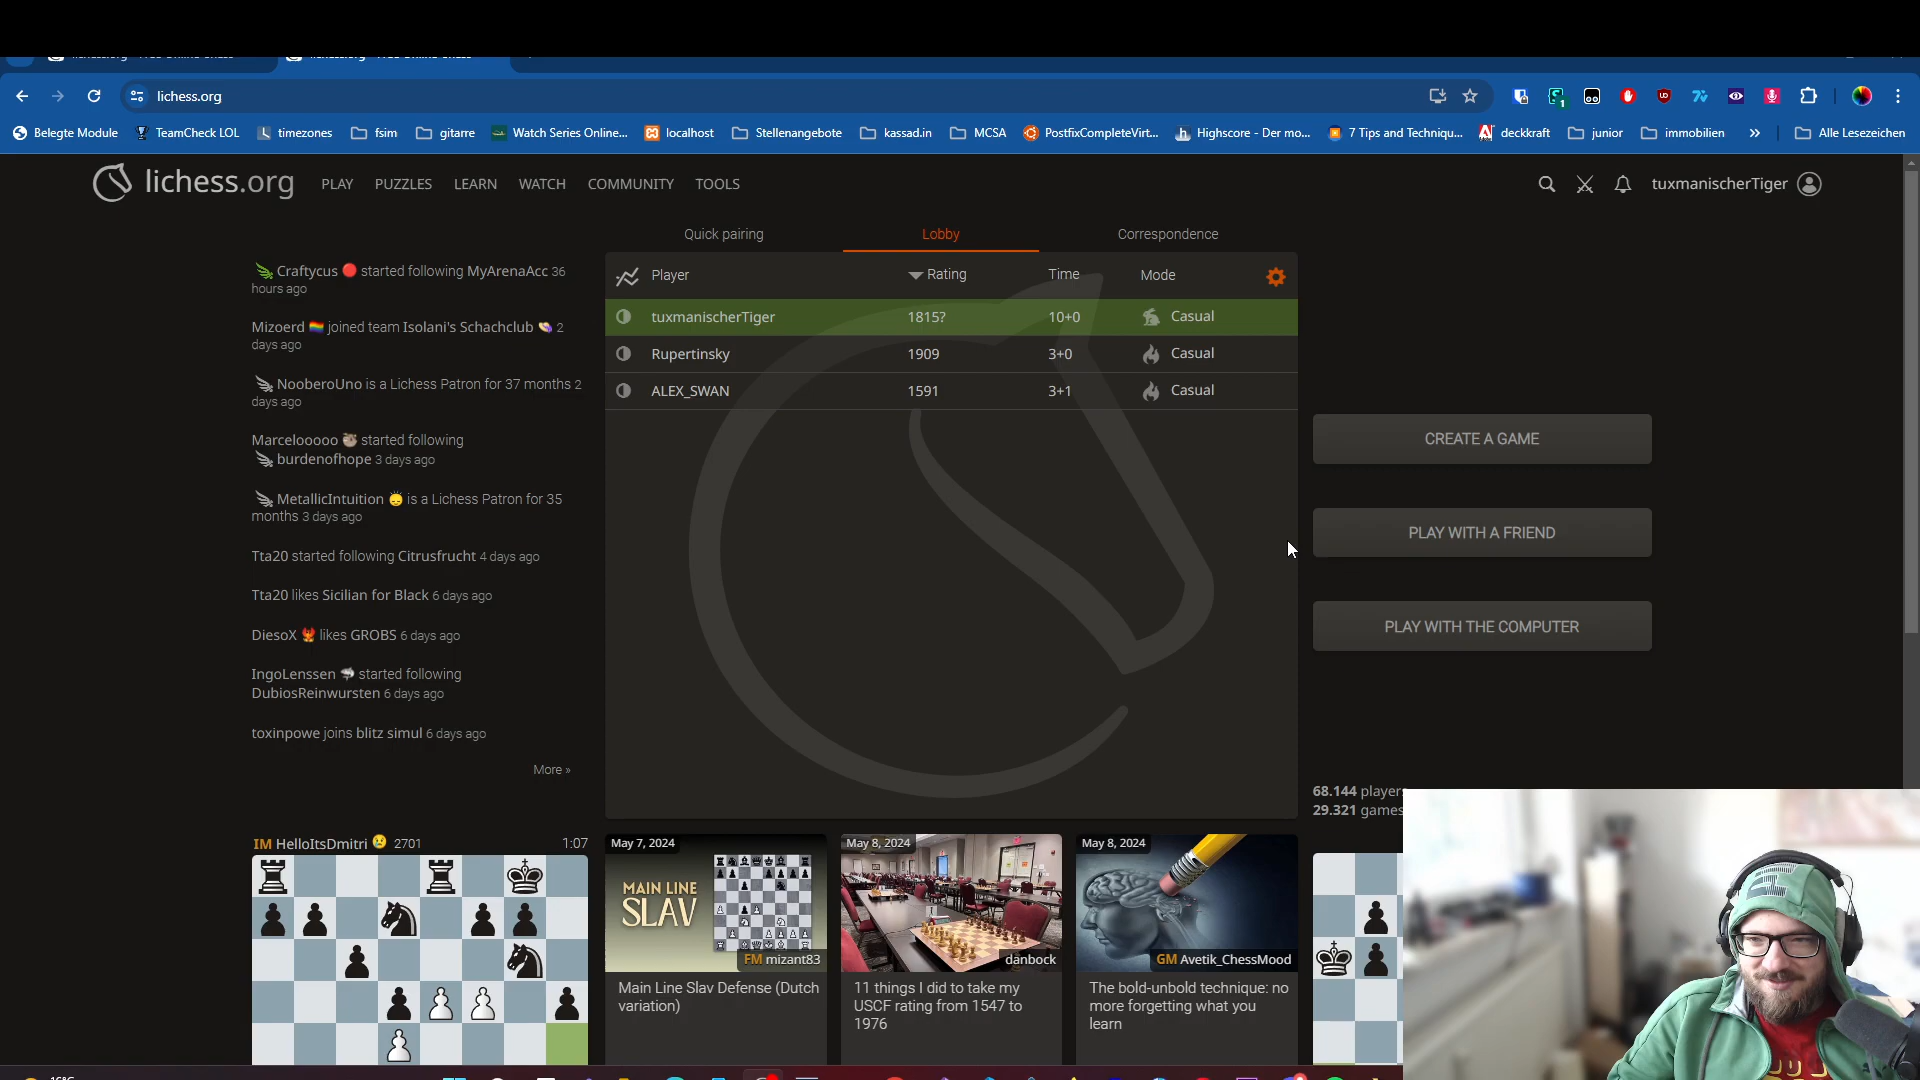 lichess.org
Belegte Module
TeamCheck LOL
timezones
fsim
gitarre
Watch Series Online...
localhost
Stellenangebote
kassad.in
MCSA
PostfixCompleteVirt...
Highscore - Der mo...
7 Tips and Techniqu...
deckkraft
junior
immobilien
»
Alle Lesezeichen
lichess.org
PLAY
PUZZLES
LEARN
WATCH
COMMUNITY
TOOLS
tuxmanischerTiger
Quick pairing
Lobby
Correspondence
Craftycus started following MyArenaAcc 36
hours ago
Mizoerd joined team Isolani's Schachclub 2
days ago
NooberoUno is a Lichess Patron for 37 months 2
days ago
Marcelooooo started following
burdenofhope 3 days ago
MetallicIntuition is a Lichess Patron for 35
months 3 days ago
Tta20 started following Citrusfrucht 4 days ago
Tta20 likes Sicilian for Black 6 days ago
DiesoX likes GROBS 6 days ago
IngoLenssen started following
DubiosReinwursten 6 days ago
toxinpowe joins blitz simul 6 days ago
More »
Player Rating Time Mode
tuxmanischerTiger 1815? 10+0 Casual
Rupertinsky 1909 3+0 Casual
ALEX_SWAN 1591 3+1 Casual
CREATE A GAME
PLAY WITH A FRIEND
PLAY WITH THE COMPUTER
68.144 players
29.321 games
IM HelloItsDmitri 2701 1:07
May 7, 2024
MAIN LINE
SLAV
FM mizant83
Main Line Slav Defense (Dutch
variation)
May 8, 2024
danbock
11 things I did to take my
USCF rating from 1547 to
1976
May 8, 2024
GM Avetik_ChessMood
The bold-unbold technique: no
more forgetting what you
learn